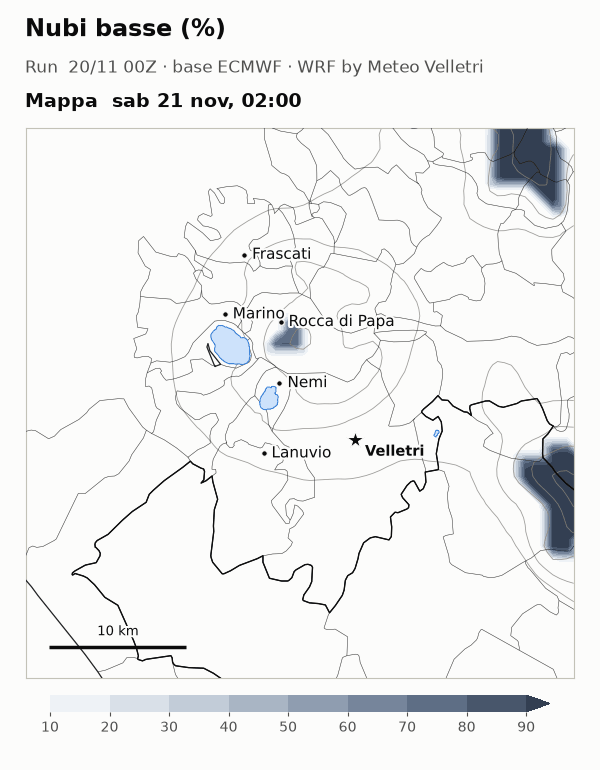 Nubi basse (%)
Run  20/11 00Z · base ECMWF · WRF by Meteo Velletri
Mappa  sab 21 nov, 02:00
Frascati
Marino
Rocca di Papa
Nemi
Velletri
Lanuvio
10 km
10 20 30 40 50 60 70 80 90